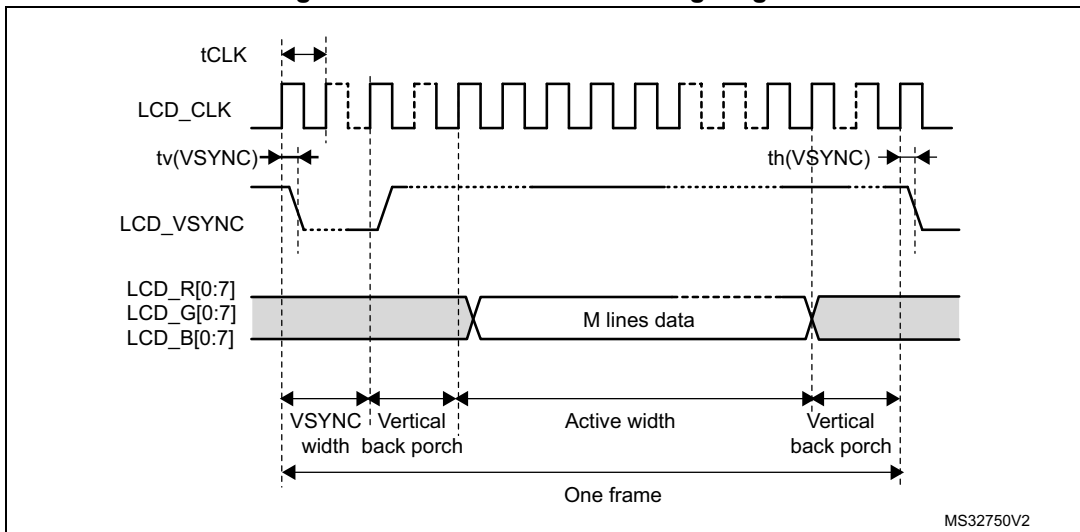 tCLK
LCD_CLK
tv(VSYNC)
th(VSYNC)
LCD_VSYNC
LCD_R[0:7]
LCD_G[0:7]
LCD_B[0:7]
M lines data
VSYNC width
Vertical back porch
Active width
Vertical back porch
One frame
MS32750V2